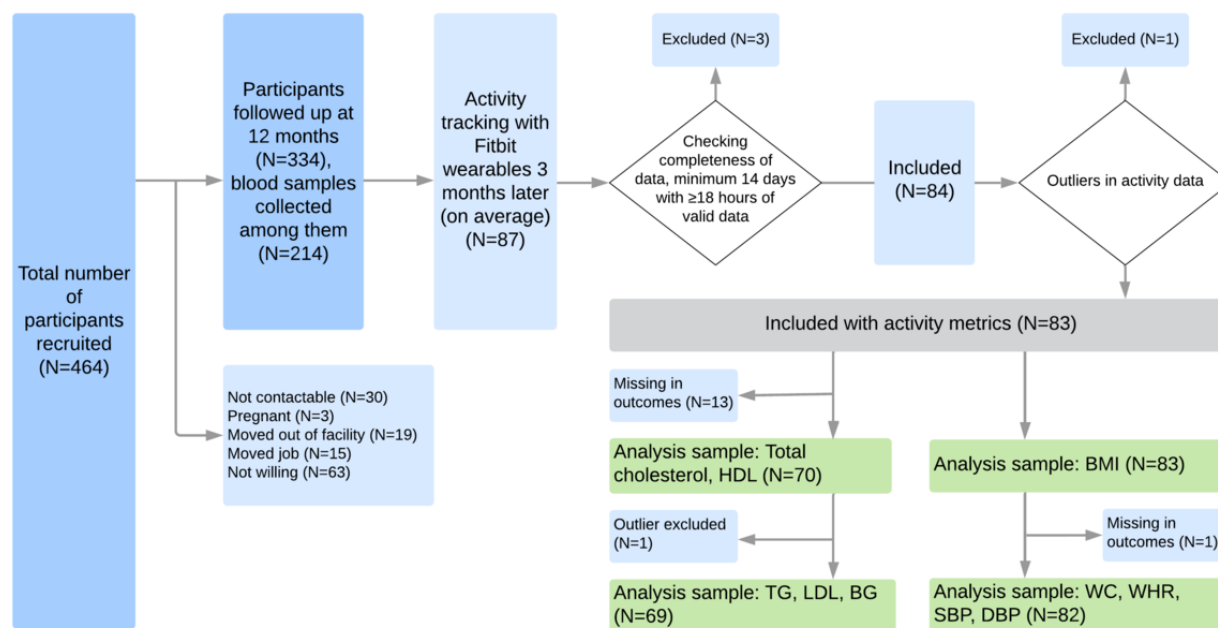 Total number
of
participants
recruited
(N=464)
Participants
followed up at
12 months
(N=334),
blood samples
collected
among them
(N=214)
Not contactable (N=30)
Pregnant (N=3)
Moved out of facility (N=19)
Moved job (N=15)
Not willing (N=63)
Activity
tracking with
Fitbit
wearables 3
months later
(on average)
(N=87)
Excluded (N=3)
Checking
completeness of
data, minimum 14 days
with ≥18 hours of
valid data
Included
(N=84)
Excluded (N=1)
Outliers in activity data
Included with activity metrics (N=83)
Missing in
outcomes (N=13)
Analysis sample: Total
cholesterol, HDL (N=70)
Outlier excluded
(N=1)
Analysis sample: TG, LDL, BG
(N=69)
Analysis sample: BMI (N=83)
Missing in
outcomes (N=1)
Analysis sample: WC, WHR,
SBP, DBP (N=82)